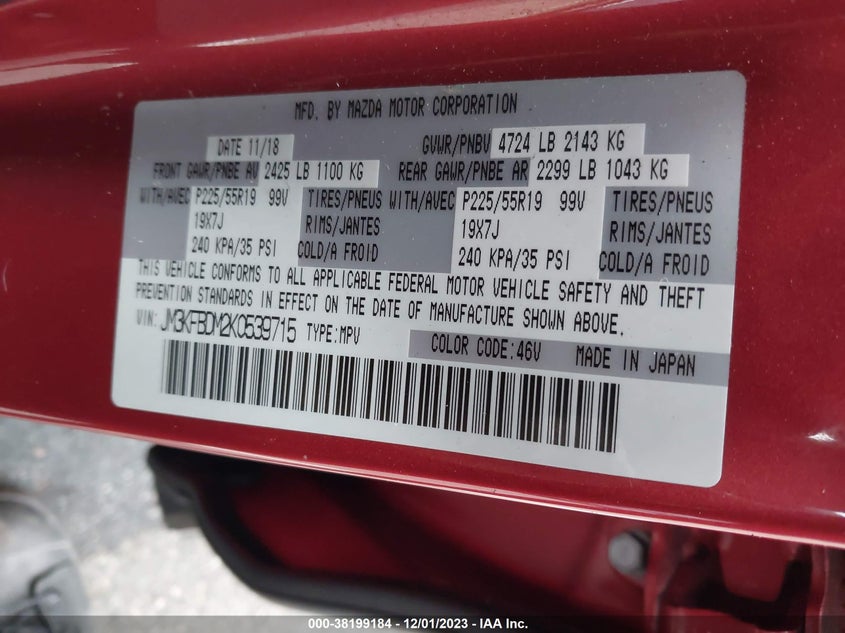 MFD. BY MAZDA MOTOR CORPORATION
DATE 11/18 GVWR/PNBV 4724 LB 2143 KG
FRONT GAWR/PNBE AV 2425 LB 1100 KG REAR GAWR/PNBE AR 2299 LB 1043 KG
WITH/AVEC P225/55R19 99V TIRES/PNEUS WITH/AVEC P225/55R19 99V TIRES/PNEUS
19X7J RIMS/JANTES 19X7J RIMS/JANTES
240 KPA/35 PSI COLD/A FROID 240 KPA/35 PSI COLD/A FROID
THIS VEHICLE CONFORMS TO ALL APPLICABLE FEDERAL MOTOR VEHICLE SAFETY AND THEFT
PREVENTION STANDARDS IN EFFECT ON THE DATE OF MANUFACTURE SHOWN ABOVE.
VIN: JM3KFBDM2K0539715 TYPE:MPV COLOR CODE:46V MADE IN JAPAN
000-38199184 - 12/01/2023 - IAA Inc.